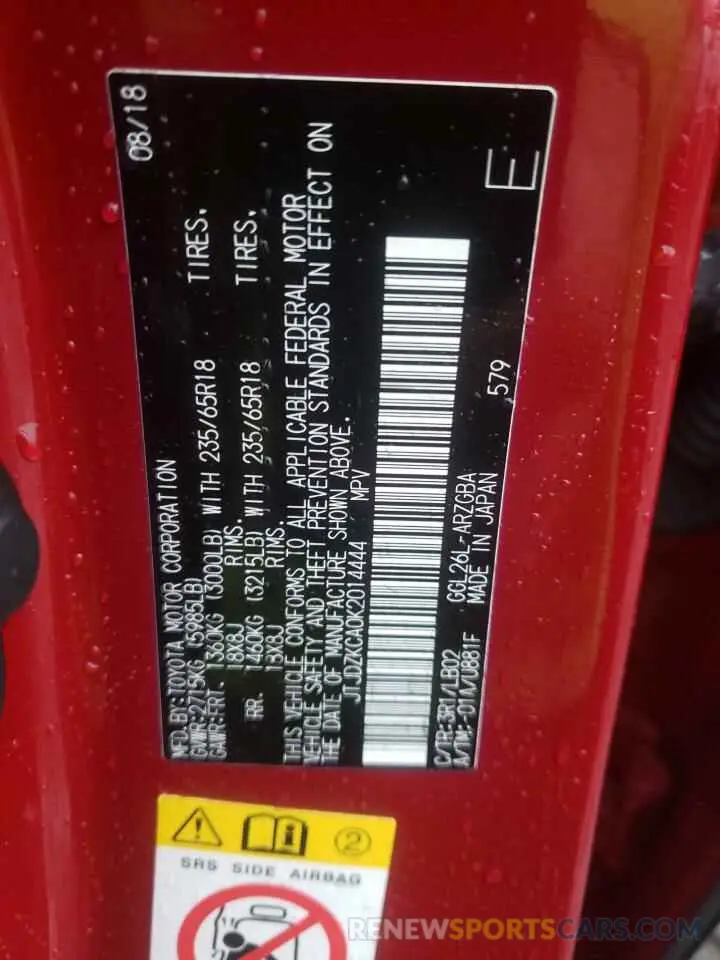 08/18
MFD. BY: TOYOTA MOTOR CORPORATION
GVWR: 2715KG (5985LB)
GAWR: FRT. 1360KG (3000LB) WITH 235/65R18 TIRES.
18X8J RIMS.
RR. 1460KG (3215LB) WITH 235/65R18 TIRES.
18X8J RIMS.
THIS VEHICLE CONFORMS TO ALL APPLICABLE FEDERAL MOTOR
VEHICLE SAFETY AND THEFT PREVENTION STANDARDS IN EFFECT ON
THE DATE OF MANUFACTURE SHOWN ABOVE.
JTJDZKCA0K2014444 MPV
C/TR: 3R1/LB02 GGL26L-ARZGBA
A/TM: -01A/U881F MADE IN JAPAN
579
E
2
SRS SIDE AIRBAG
RENEWSPORTSCARS.COM